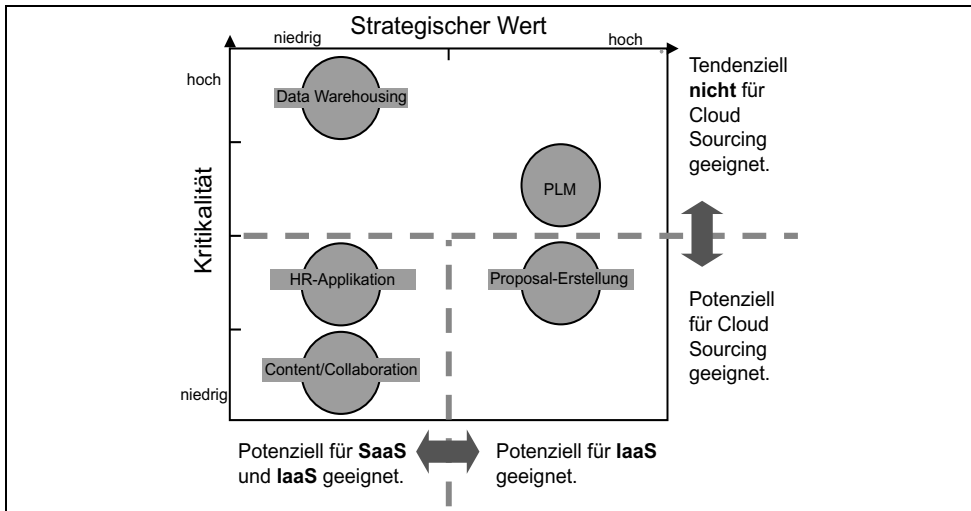 Strategischer Wert
niedrig
hoch
hoch
Kritikalität
niedrig
Data Warehousing
PLM
HR-Applikation
Proposal-Erstellung
Content/Collaboration
Tendenziell
nicht für
Cloud
Sourcing
geeignet.
Potenziell
für Cloud
Sourcing
geeignet.
Potenziell für SaaS
und IaaS geeignet.
Potenziell für IaaS
geeignet.